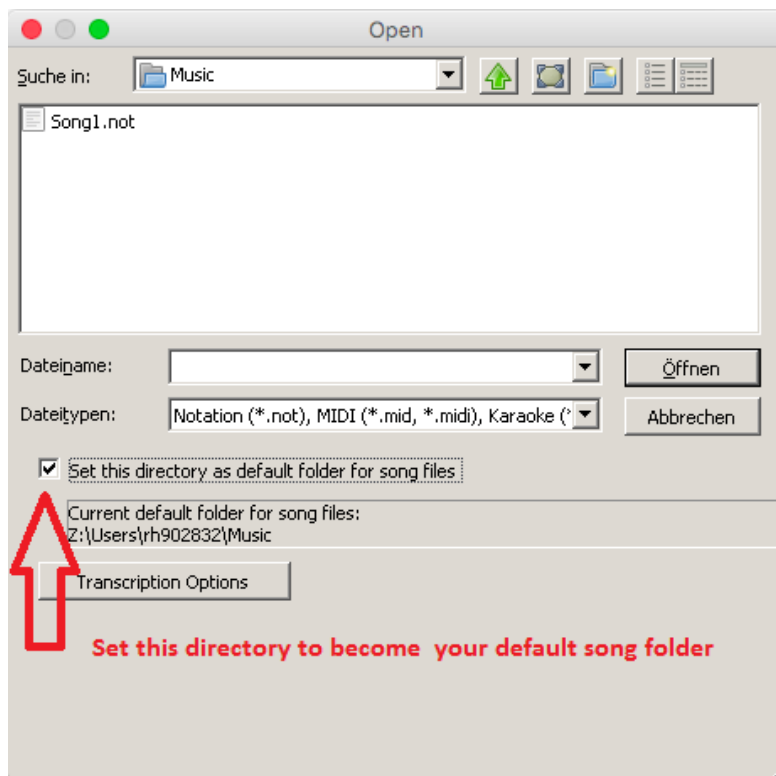 Open
Suche in: Music
Song1.not
Dateiname: Öffnen
Dateitypen: Notation (*.not), MIDI (*.mid, *.midi), Karaoke (* Abbrechen
Set this directory as default folder for song files
Current default folder for song files:
Z:\Users\rh902832\Music
Transcription Options
Set this directory to become your default song folder